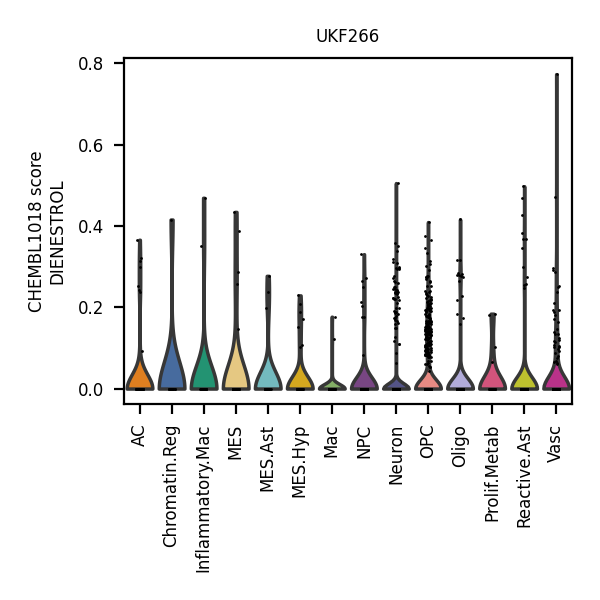 UKF266
CHEMBL1018 score
DIENESTROL
0.8
0.6
0.4
0.2
0.0
AC
Chromatin.Reg
Inflammatory.Mac
MES
MES.Ast
MES.Hyp
Mac
NPC
Neuron
OPC
Oligo
Prolif.Metab
Reactive.Ast
Vasc